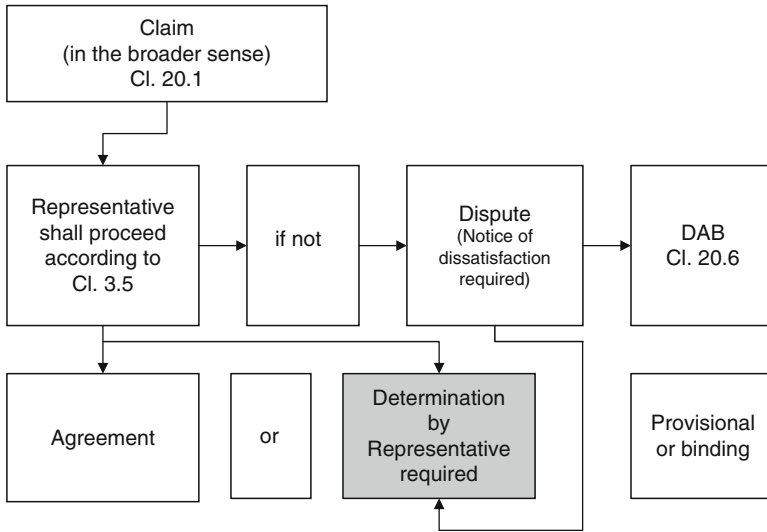 Claim
(in the broader sense)
Cl. 20.1
Representative
shall proceed
according to
Cl. 3.5
if not
Dispute
(Notice of
dissatisfaction
required)
DAB
Cl. 20.6
Agreement
or
Determination
by
Representative
required
Provisional
or binding